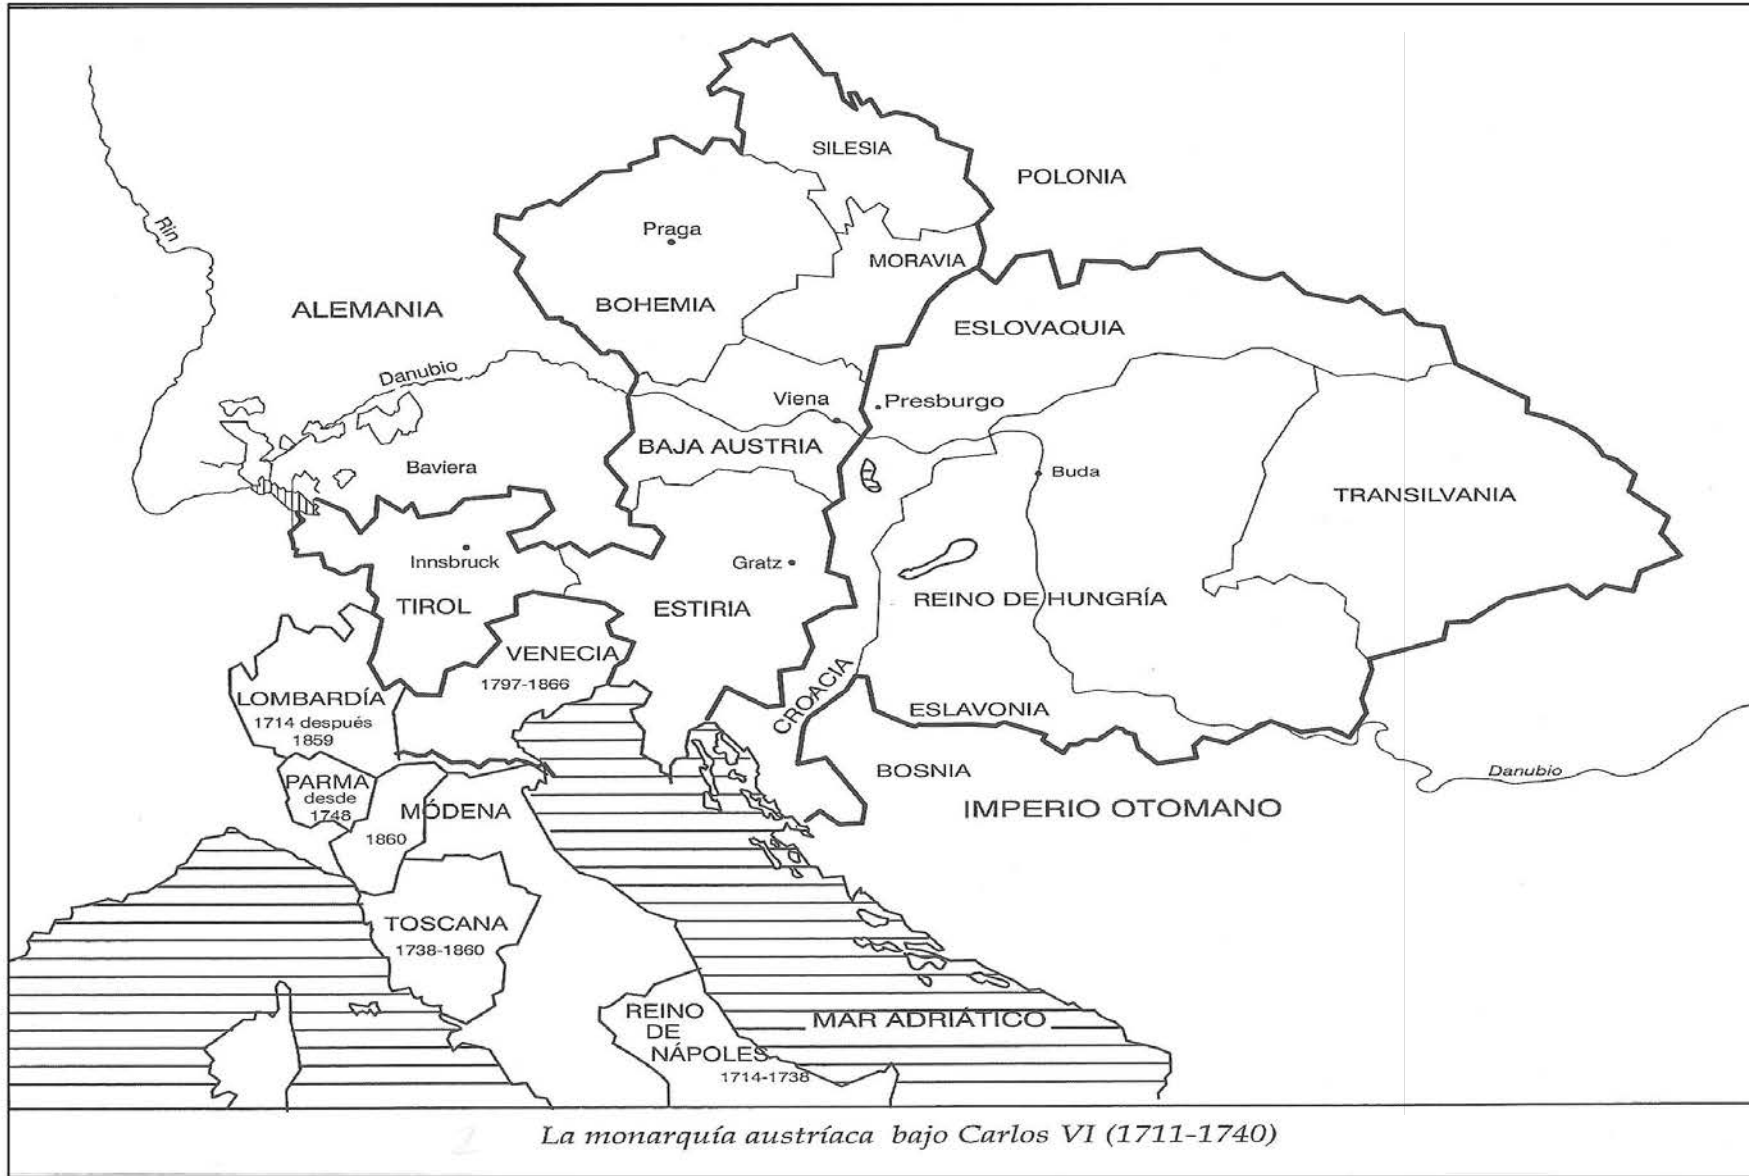 SILESIA
POLONIA
Rin
Praga
MORAVIA
ALEMANIA
BOHEMIA
ESLOVAQUIA
Danubio
Viena
Presburgo
BAJA AUSTRIA
Baviera
Buda
TRANSILVANIA
Innsbruck
Gratz
TIROL
ESTIRIA
REINO DE HUNGRÍA
VENECIA
1797-1866
CROACIA
LOMBARDÍA
1714 después
1859
ESLAVONIA
BOSNIA
Danubio
PARMA
desde
1748
MÓDENA
1860
IMPERIO OTOMANO
TOSCANA
1738-1860
REINO
DE
NÁPOLES
1714-1738
MAR ADRIÁTICO
La monarquía austríaca bajo Carlos VI (1711-1740)